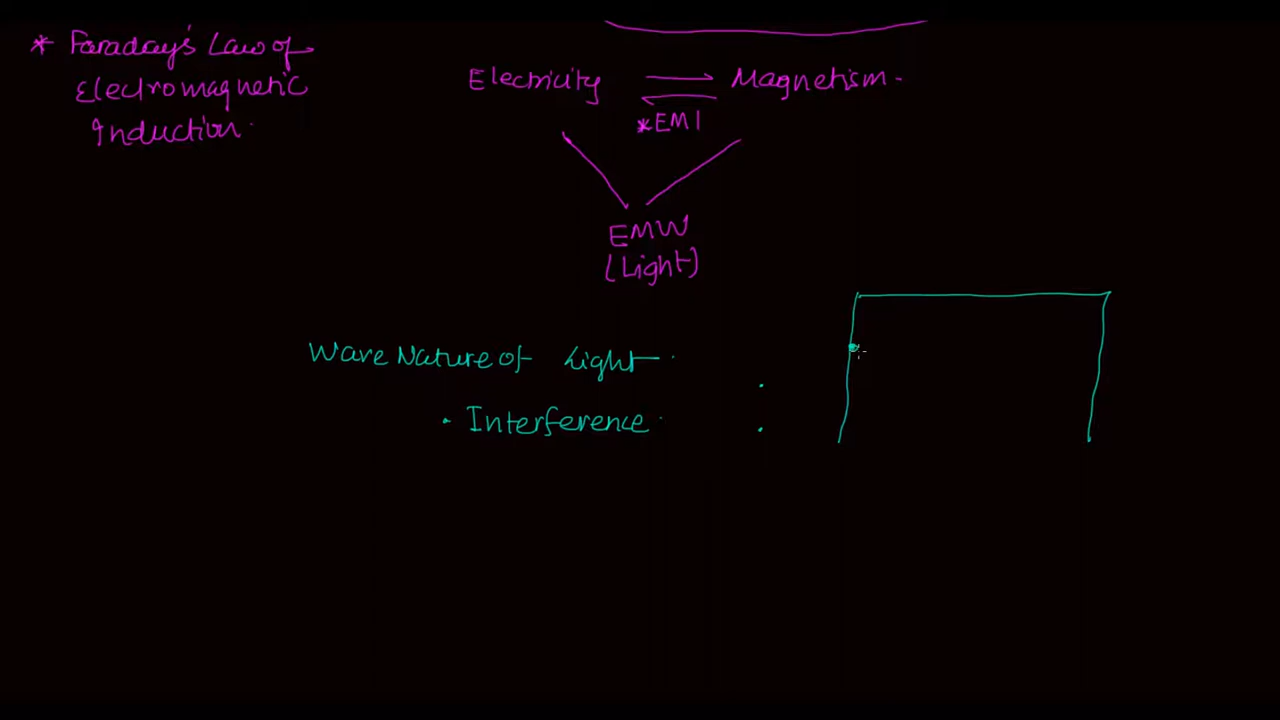 * Faraday's Law of
Electromagnetic
Induction.
Electricity
Magnetism.
*EMI
EMW
(Light)
Wave Nature of Light.
. Interference.